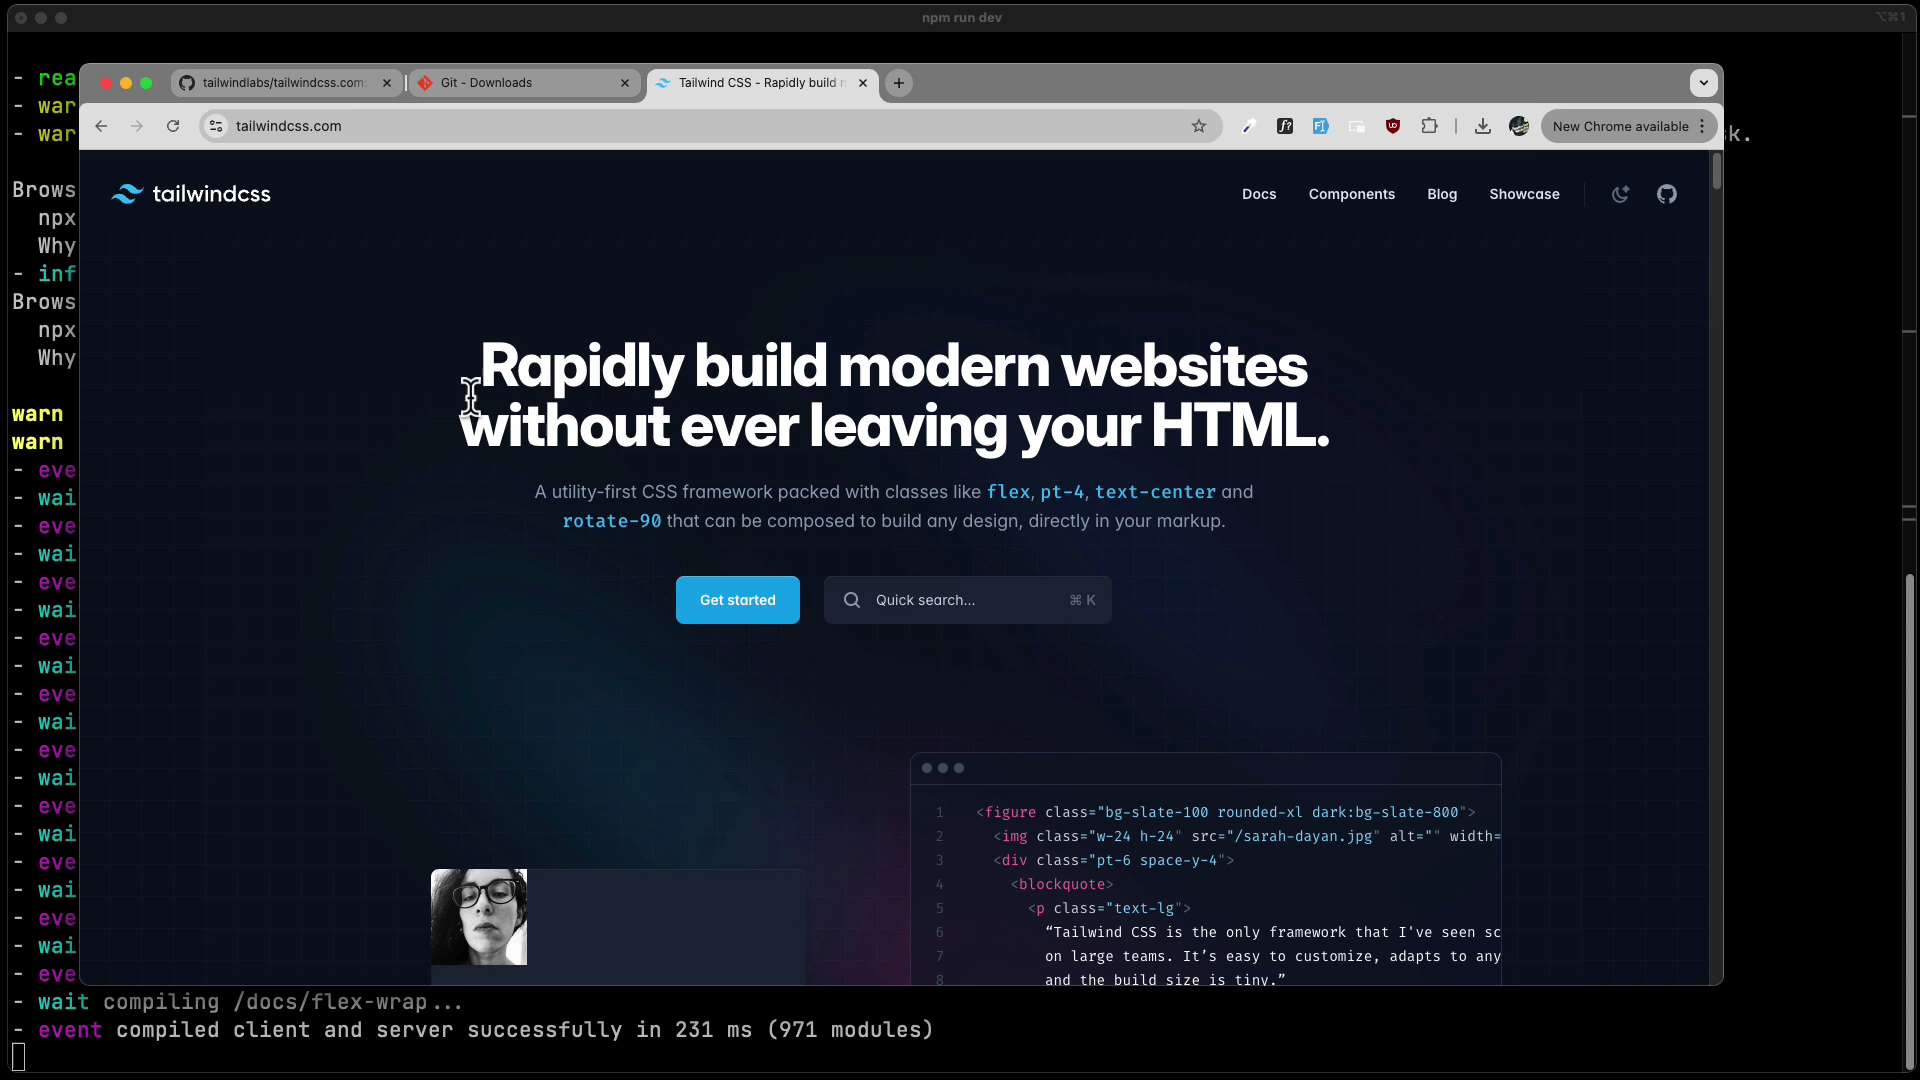 npm run dev
⌥⌘1
tailwindlabs/tailwindcss.com:
Git - Downloads
Tailwind CSS - Rapidly build
tailwindcss.com
New Chrome available
- rea
- war
- war
k.
Brows
npx
Why
- inf
Brows
npx
Why
warn
warn
- eve
- wai
- eve
- wai
- eve
- wai
- eve
- wai
- eve
- wai
- eve
- wai
- eve
- wai
- eve
- wai
- eve
- wai
- eve
- wait compiling /docs/flex-wrap...
- event compiled client and server successfully in 231 ms (971 modules)
tailwindcss
Docs
Components
Blog
Showcase
Rapidly build modern websites
without ever leaving your HTML.
A utility-first CSS framework packed with classes like flex, pt-4, text-center and
rotate-90 that can be composed to build any design, directly in your markup.
Get started
Quick search...
⌘ K
1 <figure class="bg-slate-100 rounded-xl dark:bg-slate-800">
2 <img class="w-24 h-24" src="/sarah-dayan.jpg" alt="" width=
3 <div class="pt-6 space-y-4">
4 <blockquote>
5 <p class="text-lg">
6 “Tailwind CSS is the only framework that I've seen sc
7 on large teams. It’s easy to customize, adapts to any
8 and the build size is tiny.”